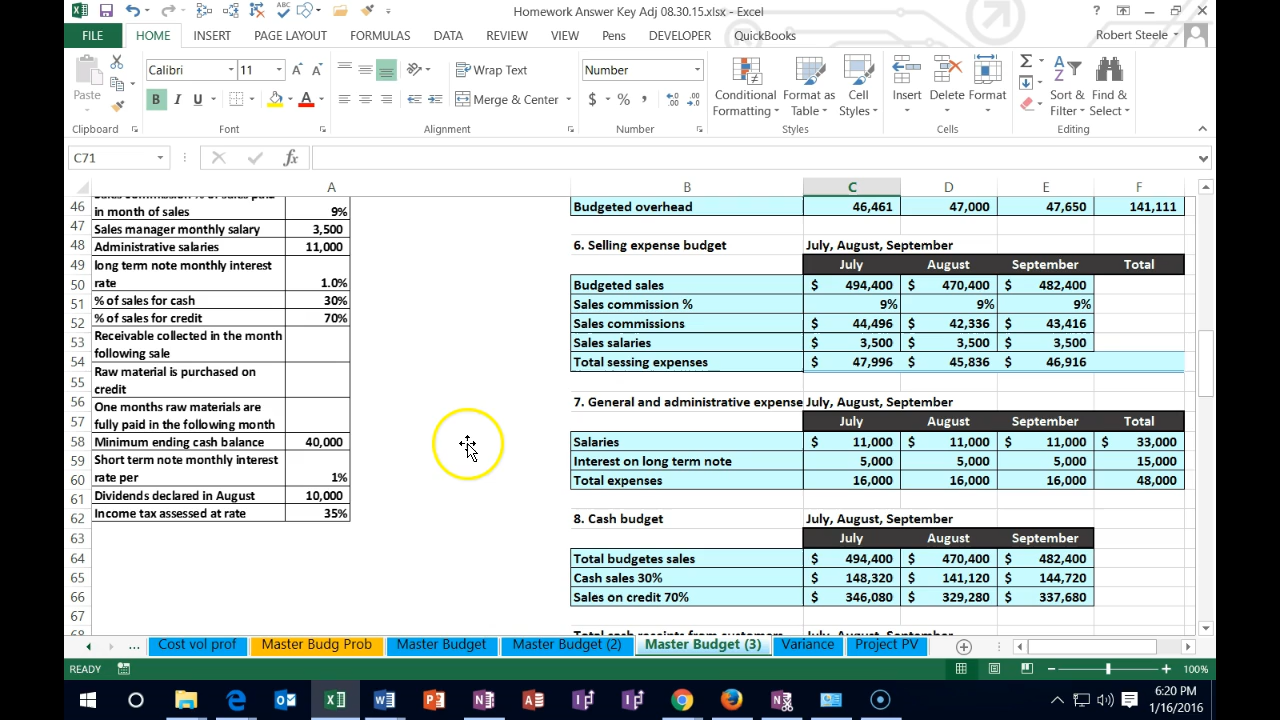 Homework Answer Key Adj 08.30.15.xlsx - Excel
FILE HOME INSERT PAGE LAYOUT FORMULAS DATA REVIEW VIEW Pens DEVELOPER QuickBooks Robert Steele
Calibri 11 Wrap Text Number
Paste B I U A Merge & Center $ % , Conditional Formatting Format as Table Cell Styles Insert Delete Format Sort & Filter Find & Select
Clipboard Font Alignment Number Styles Cells Editing
C71 fx
A B C D E F
46 in month of sales 9% Budgeted overhead 46,461 47,000 47,650 141,111
47 Sales manager monthly salary 3,500
48 Administrative salaries 11,000 6. Selling expense budget July, August, September
49 long term note monthly interest July August September Total
50 rate 1.0% Budgeted sales $ 494,400 $ 470,400 $ 482,400
51 % of sales for cash 30% Sales commission % 9% 9% 9%
52 % of sales for credit 70% Sales commissions $ 44,496 $ 42,336 $ 43,416
53 Receivable collected in the month Sales salaries $ 3,500 $ 3,500 $ 3,500
54 following sale Total sessing expenses $ 47,996 $ 45,836 $ 46,916
55 Raw material is purchased on credit
56 One months raw materials are 7. General and administrative expense July, August, September
57 fully paid in the following month July August September Total
58 Minimum ending cash balance 40,000 Salaries $ 11,000 $ 11,000 $ 11,000 $ 33,000
59 Short term note monthly interest Interest on long term note 5,000 5,000 5,000 15,000
60 rate per 1% Total expenses 16,000 16,000 16,000 48,000
61 Dividends declared in August 10,000
62 Income tax assessed at rate 35% 8. Cash budget July, August, September
63 July August September
64 Total budgetes sales $ 494,400 $ 470,400 $ 482,400
65 Cash sales 30% $ 148,320 $ 141,120 $ 144,720
66 Sales on credit 70% $ 346,080 $ 329,280 $ 337,680
67
... Cost vol prof Master Budg Prob Master Budget Master Budget (2) Master Budget (3) Variance Project PV
READY 100%
6:20 PM
1/16/2016